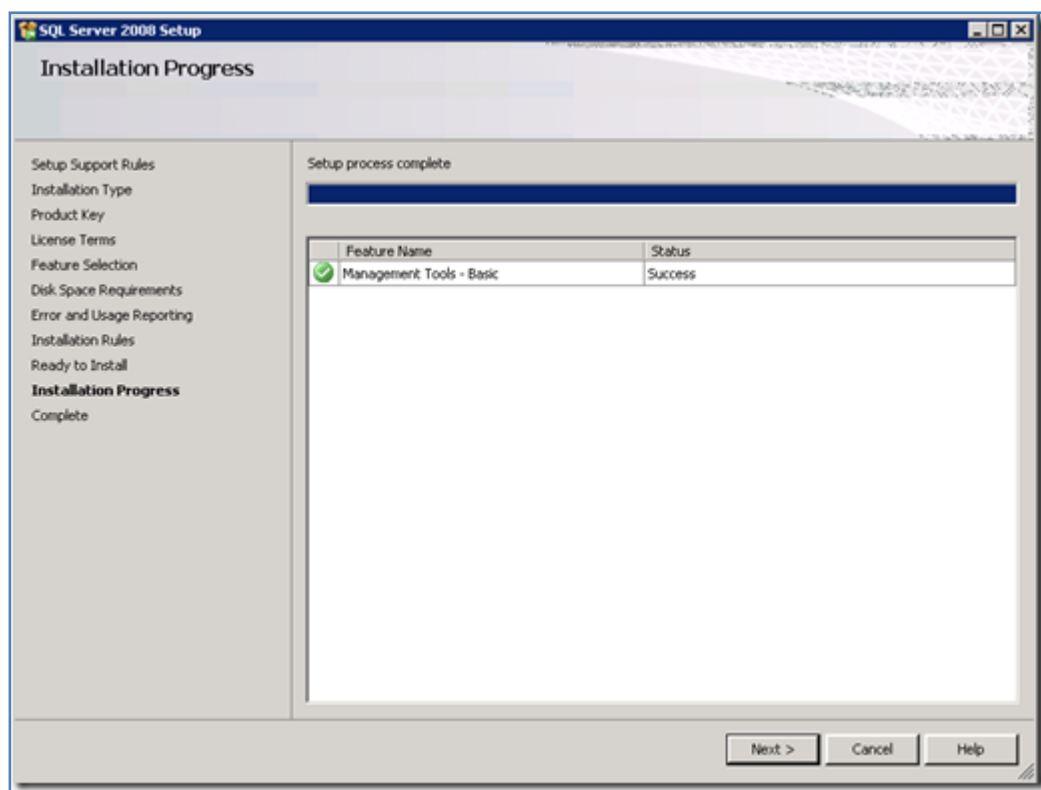 SQL Server 2008 Setup
Installation Progress
Setup Support Rules
Installation Type
Product Key
License Terms
Feature Selection
Disk Space Requirements
Error and Usage Reporting
Installation Rules
Ready to Install
Installation Progress
Complete
Setup process complete
Feature Name Status
Management Tools - Basic Success
Next > Cancel Help